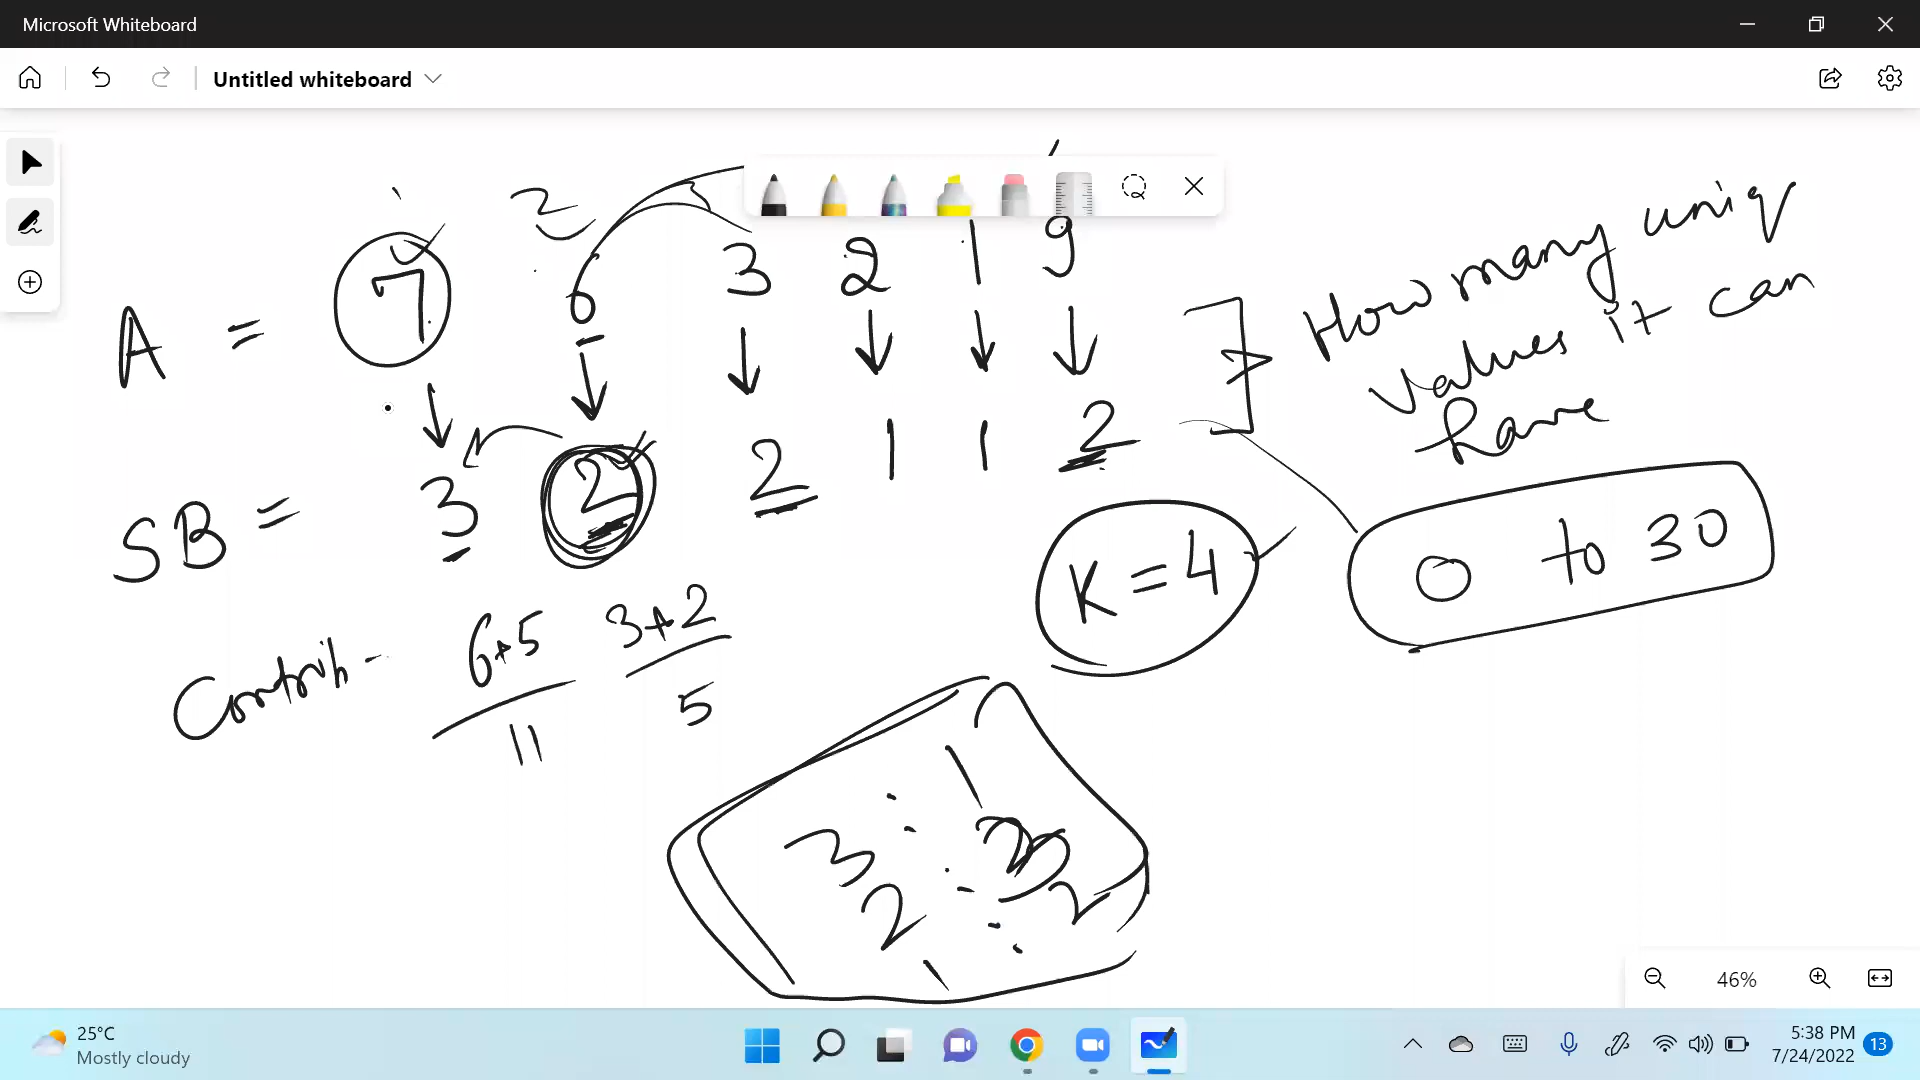 Microsoft Whiteboard
Untitled whiteboard
2
A = 7 6 3 2 1 9
How many uniq
values it can
have
SB = 3 2 2 1 1 2
K = 4
0 to 30
Contrib - 6+5 3+2
11 5
3 : 
2 : 2
1
46%
25°C
Mostly cloudy
5:38 PM
7/24/2022
13